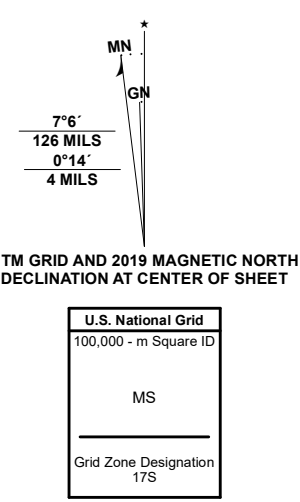 ★
MN
GN
7°6´
126 MILS
0°14´
4 MILS
TM GRID AND 2019 MAGNETIC NORTH
DECLINATION AT CENTER OF SHEET
U.S. National Grid
100,000 - m Square ID
MS
Grid Zone Designation
17S